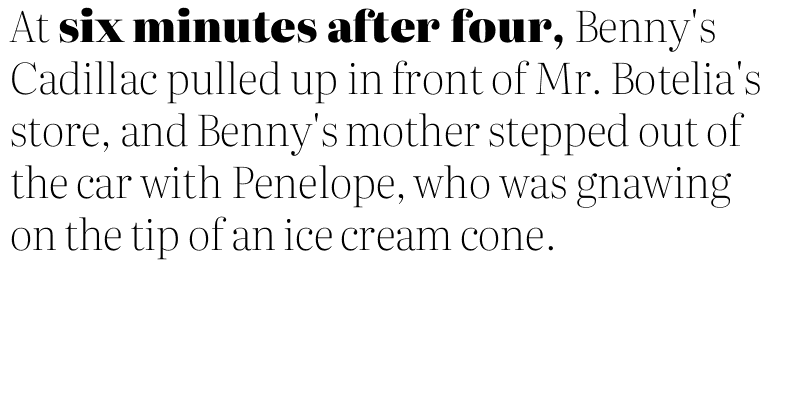 At six minutes after four, Benny's
Cadillac pulled up in front of Mr. Botelia's
store, and Benny's mother stepped out of
the car with Penelope, who was gnawing
on the tip of an ice cream cone.